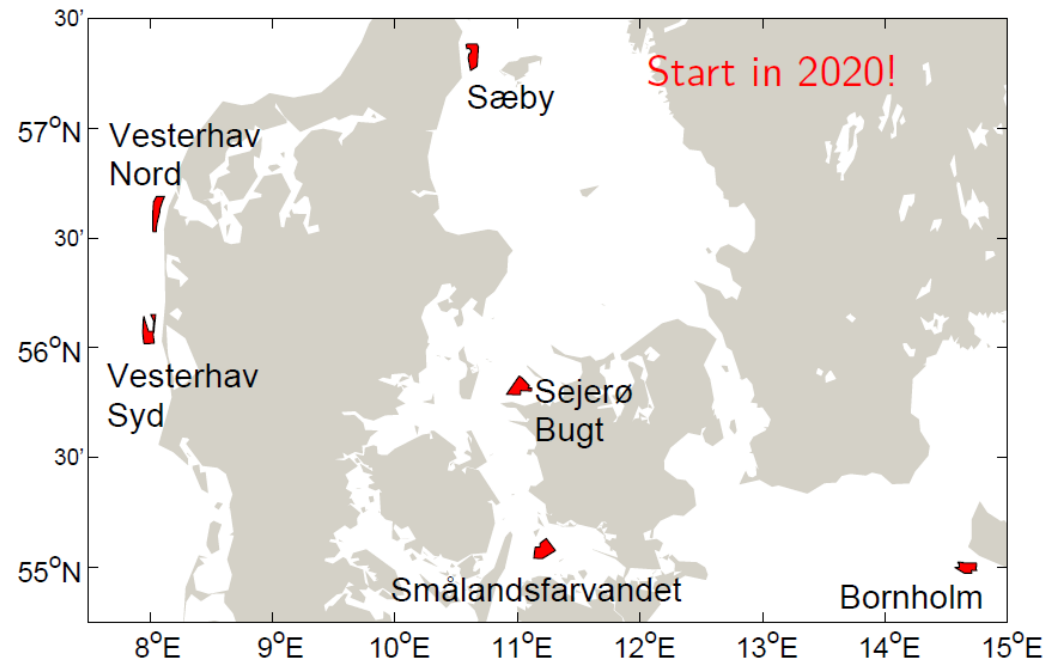 30’
Start in 2020!
Sæby
57°N
Vesterhav
Nord
30’
56°N
Vesterhav
Syd
Sejerø
Bugt
30’
55°N
Smålandsfarvandet
Bornholm
8°E 9°E 10°E 11°E 12°E 13°E 14°E 15°E